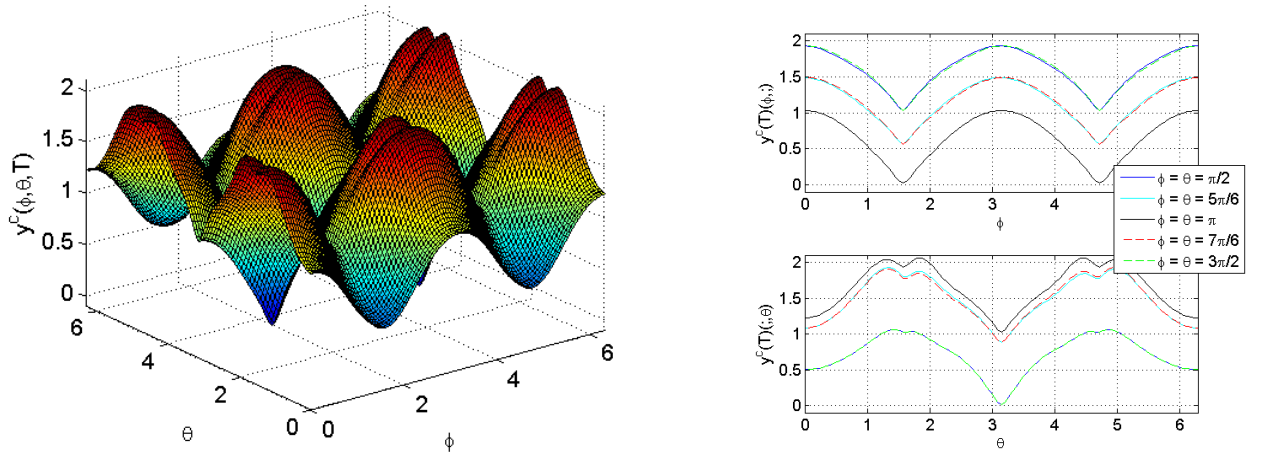 y^C(ϕ,θ,T)
2
1.5
1
0.5
0
6
4
2
0
θ
0
2
4
6
ϕ
y^C(T)(ϕ,:)
2
1.5
1
0.5
0
0 1 2 3 4 5 6
ϕ
ϕ = θ = π/2
ϕ = θ = 5π/6
ϕ = θ = π
ϕ = θ = 7π/6
ϕ = θ = 3π/2
y^C(T)(:,θ)
2
1.5
1
0.5
0
0 1 2 3 4 5 6
θ